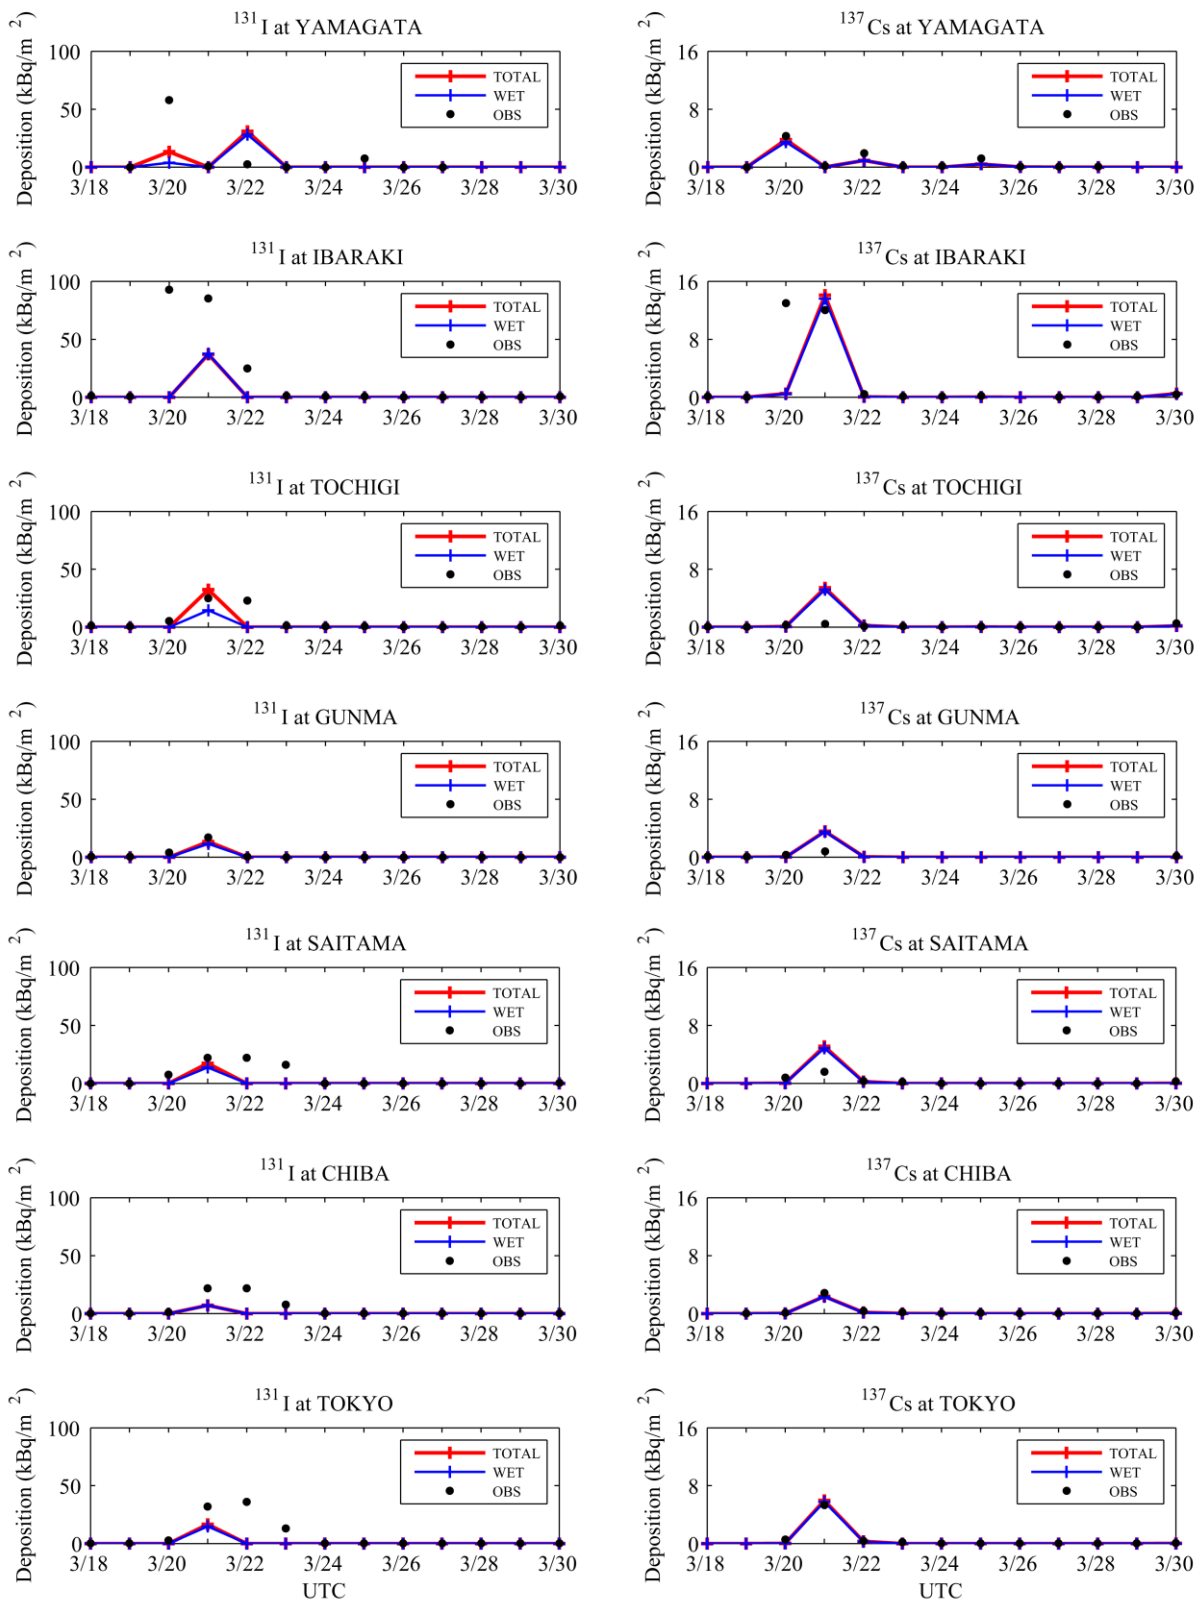 ¹³¹I at YAMAGATA
Deposition (kBq/m²)
100
50
0
3/18 3/20 3/22 3/24 3/26 3/28 3/30
TOTAL
WET
OBS
¹³⁷Cs at YAMAGATA
Deposition (kBq/m²)
16
8
0
3/18 3/20 3/22 3/24 3/26 3/28 3/30
TOTAL
WET
OBS
¹³¹I at IBARAKI
Deposition (kBq/m²)
100
50
0
3/18 3/20 3/22 3/24 3/26 3/28 3/30
TOTAL
WET
OBS
¹³⁷Cs at IBARAKI
Deposition (kBq/m²)
16
8
0
3/18 3/20 3/22 3/24 3/26 3/28 3/30
TOTAL
WET
OBS
¹³¹I at TOCHIGI
Deposition (kBq/m²)
100
50
0
3/18 3/20 3/22 3/24 3/26 3/28 3/30
TOTAL
WET
OBS
¹³⁷Cs at TOCHIGI
Deposition (kBq/m²)
16
8
0
3/18 3/20 3/22 3/24 3/26 3/28 3/30
TOTAL
WET
OBS
¹³¹I at GUNMA
Deposition (kBq/m²)
100
50
0
3/18 3/20 3/22 3/24 3/26 3/28 3/30
TOTAL
WET
OBS
¹³⁷Cs at GUNMA
Deposition (kBq/m²)
16
8
0
3/18 3/20 3/22 3/24 3/26 3/28 3/30
TOTAL
WET
OBS
¹³¹I at SAITAMA
Deposition (kBq/m²)
100
50
0
3/18 3/20 3/22 3/24 3/26 3/28 3/30
TOTAL
WET
OBS
¹³⁷Cs at SAITAMA
Deposition (kBq/m²)
16
8
0
3/18 3/20 3/22 3/24 3/26 3/28 3/30
TOTAL
WET
OBS
¹³¹I at CHIBA
Deposition (kBq/m²)
100
50
0
3/18 3/20 3/22 3/24 3/26 3/28 3/30
TOTAL
WET
OBS
¹³⁷Cs at CHIBA
Deposition (kBq/m²)
16
8
0
3/18 3/20 3/22 3/24 3/26 3/28 3/30
TOTAL
WET
OBS
¹³¹I at TOKYO
Deposition (kBq/m²)
100
50
0
3/18 3/20 3/22 3/24 3/26 3/28 3/30
UTC
TOTAL
WET
OBS
¹³⁷Cs at TOKYO
Deposition (kBq/m²)
16
8
0
3/18 3/20 3/22 3/24 3/26 3/28 3/30
UTC
TOTAL
WET
OBS